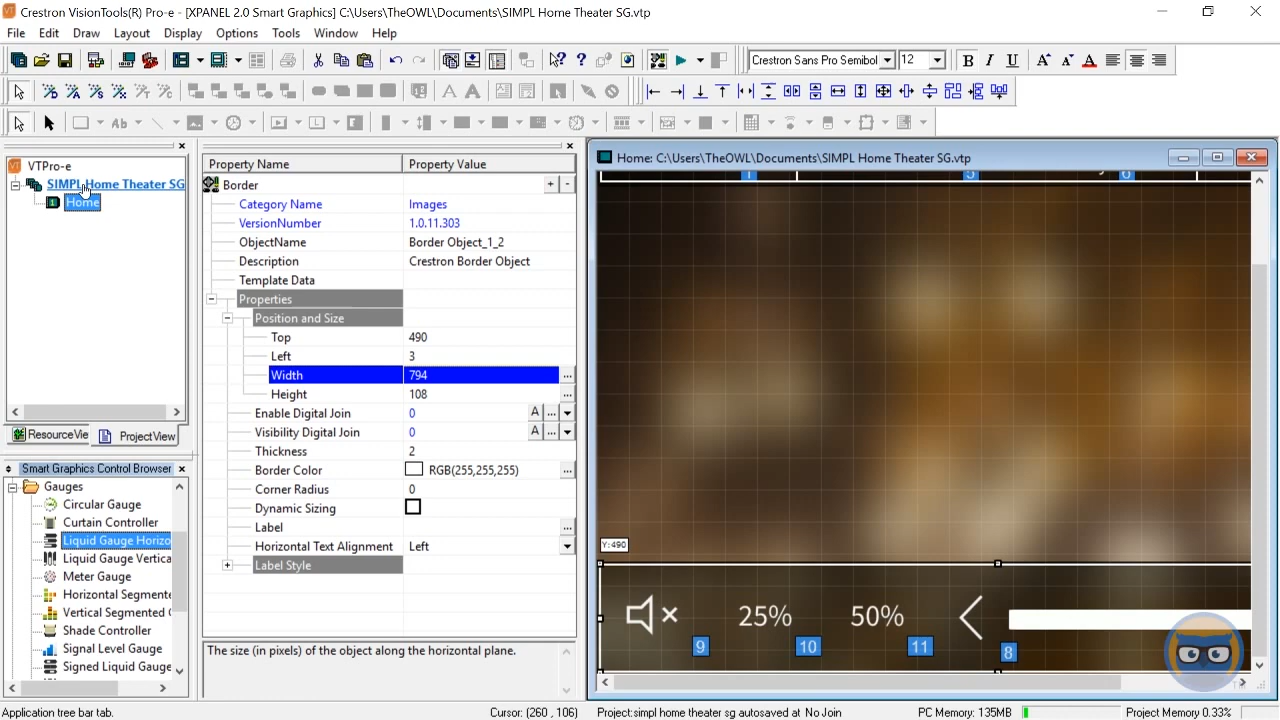 Crestron VisionTools(R) Pro-e - [XPANEL 2.0 Smart Graphics] C:\Users\TheOWL\Documents\SIMPL Home Theater SG.vtp
File Edit Draw Layout Display Options Tools Window Help
Crestron Sans Pro Semibol 12 B I U
VTPro-e
SIMPL Home Theater SG
Home
ResourceVie ProjectView
Smart Graphics Control Browser
Gauges
Circular Gauge
Curtain Controller
Liquid Gauge Horizo
Liquid Gauge Vertica
Meter Gauge
Horizontal Segmente
Vertical Segmented
Shade Controller
Signal Level Gauge
Signed Liquid Gauge
Property Name Property Value
Border
Category Name Images
VersionNumber 1.0.11.303
ObjectName Border Object_1_2
Description Crestron Border Object
Template Data
Properties
Position and Size
Top 490
Left 3
Width 794
Height 108
Enable Digital Join 0 A
Visibility Digital Join 0 A
Thickness 2
Border Color RGB(255,255,255)
Corner Radius 0
Dynamic Sizing
Label
Horizontal Text Alignment Left
Label Style
The size (in pixels) of the object along the horizontal plane.
Home: C:\Users\TheOWL\Documents\SIMPL Home Theater SG.vtp
1 5 6
Y:490
25% 50%
9 10 11 8
Application tree bar tab. Cursor: (260 , 106) Project:simpl home theater sg autosaved at No Join PC Memory: 135MB Project Memory 0.33%